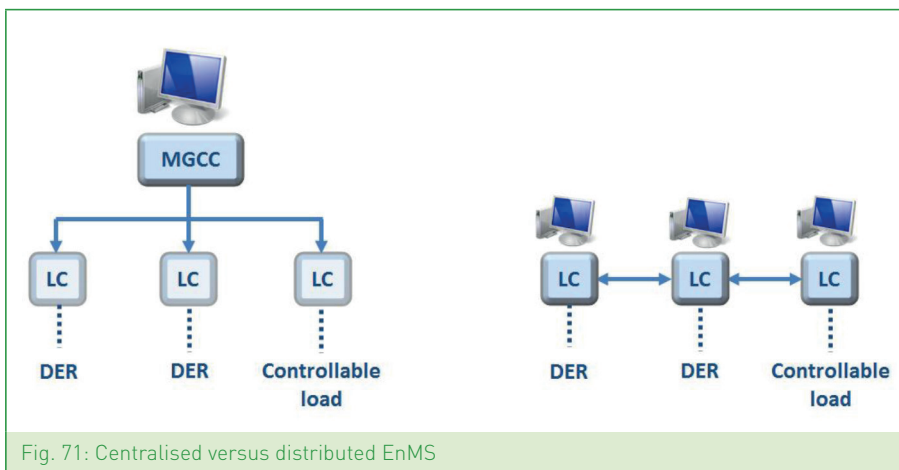 MGCC
LC LC LC
DER DER Controllable
load
LC LC LC
DER DER Controllable
load
Fig. 71: Centralised versus distributed EnMS